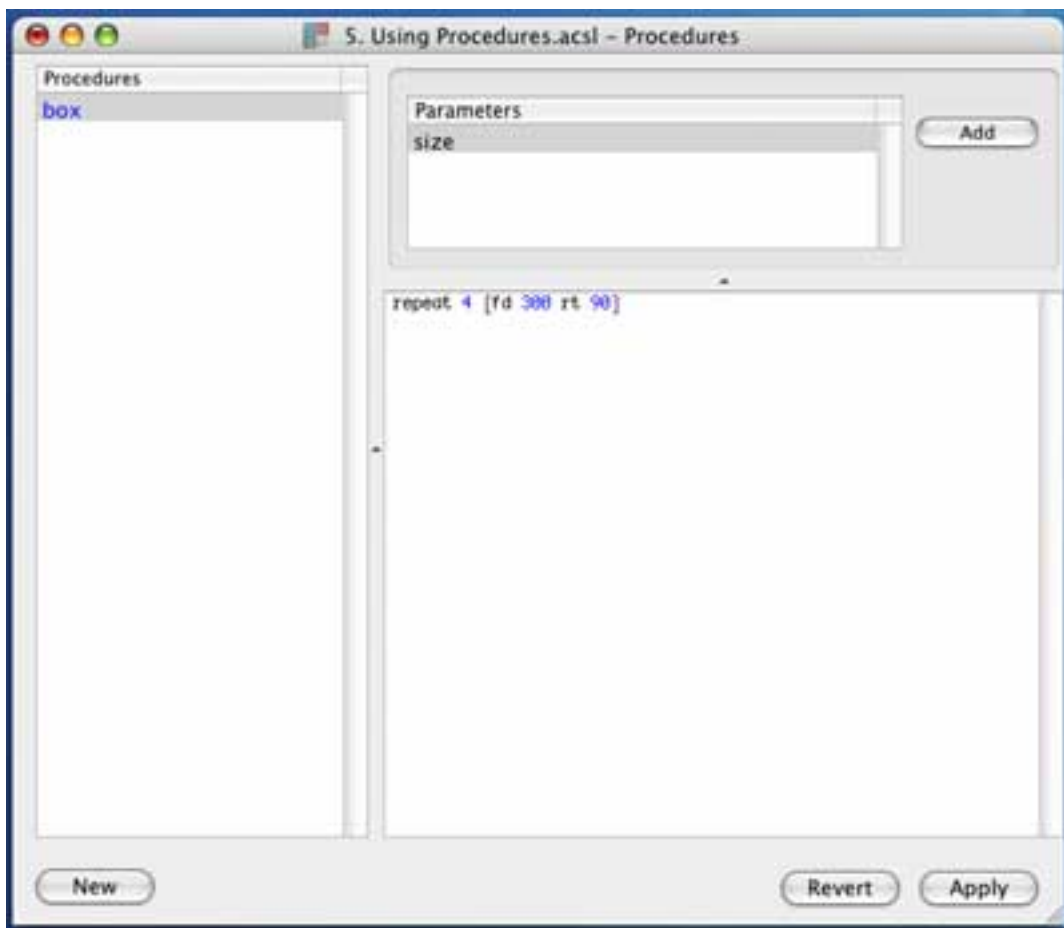 5. Using Procedures.acsl – Procedures
Procedures
box
Parameters
size
Add
repeat 4 [fd 300 rt 90]
New
Revert
Apply